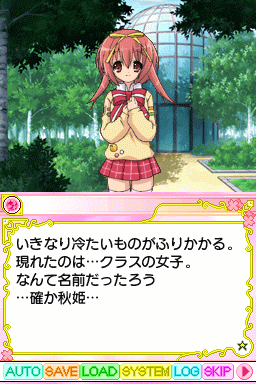 いきなり冷たいものがふりかかる。
現れたのは…クラスの女子。
なんて名前だったろう
…確か秋姫…
AUTO SAVE LOAD SYSTEM LOG SKIP